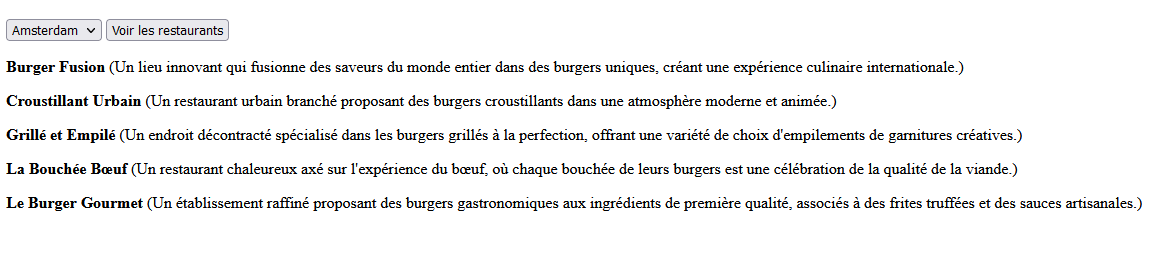 Amsterdam Voir les restaurants
Burger Fusion (Un lieu innovant qui fusionne des saveurs du monde entier dans des burgers uniques, créant une expérience culinaire internationale.)
Croustillant Urbain (Un restaurant urbain branché proposant des burgers croustillants dans une atmosphère moderne et animée.)
Grillé et Empilé (Un endroit décontracté spécialisé dans les burgers grillés à la perfection, offrant une variété de choix d'empilements de garnitures créatives.)
La Bouchée Bœuf (Un restaurant chaleureux axé sur l'expérience du bœuf, où chaque bouchée de leurs burgers est une célébration de la qualité de la viande.)
Le Burger Gourmet (Un établissement raffiné proposant des burgers gastronomiques aux ingrédients de première qualité, associés à des frites truffées et des sauces artisanales.)